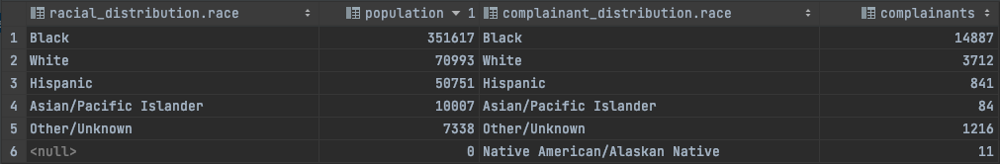 racial_distribution.race population 1 complainant_distribution.race complainants
1 Black 351617 Black 14887
2 White 70993 White 3712
3 Hispanic 50751 Hispanic 841
4 Asian/Pacific Islander 10007 Asian/Pacific Islander 84
5 Other/Unknown 7338 Other/Unknown 1216
6 <null> 0 Native American/Alaskan Native 11